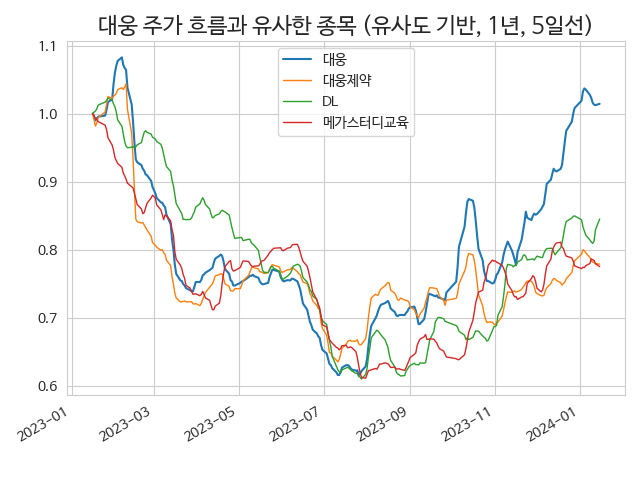 대웅 주가 흐름과 유사한 종목 (유사도 기반, 1년, 5일선)
대웅
대웅제약
DL
메가스터디교육
1.1
1.0
0.9
0.8
0.7
0.6
2023-01
2023-03
2023-05
2023-07
2023-09
2023-11
2024-01